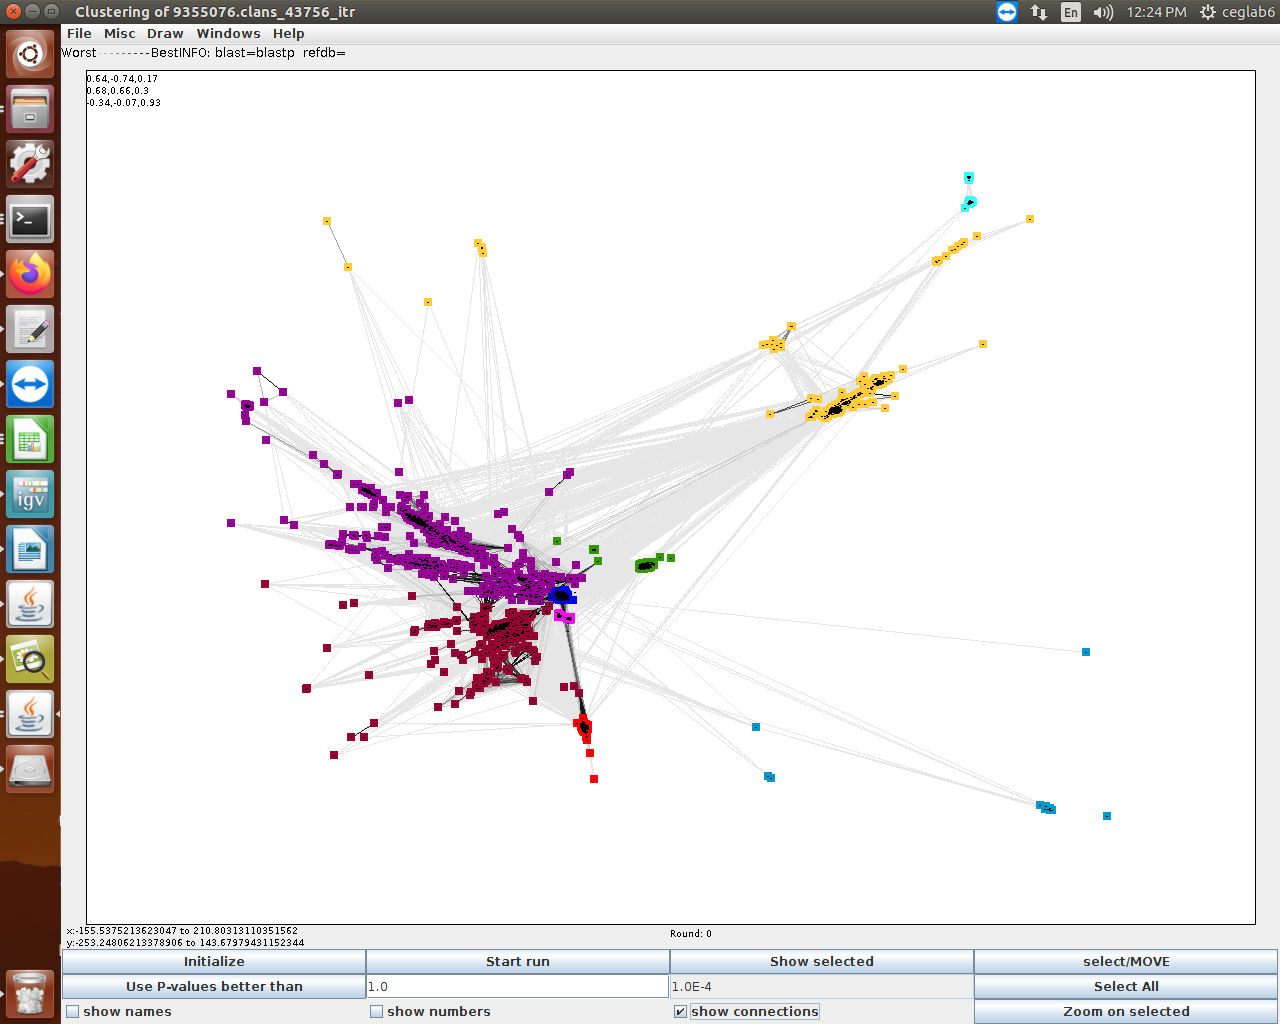 Clustering of 9355076.clans_43756_itr
En
12:24 PM
ceglab6
File Misc Draw Windows Help
Worst---------BestINFO: blast=blastp refdb=
0.64,-0.74,0.17
0.68,0.66,0.3
-0.34,-0.07,0.93
igv
x:-155.5375213623047 to 210.80313110351562
y:-253.24806213378906 to 143.67979431152344
Round: 0
Initialize
Start run
Show selected
select/MOVE
Use P-values better than
1.0
1.0E-4
Select All
show names
show numbers
show connections
Zoom on selected